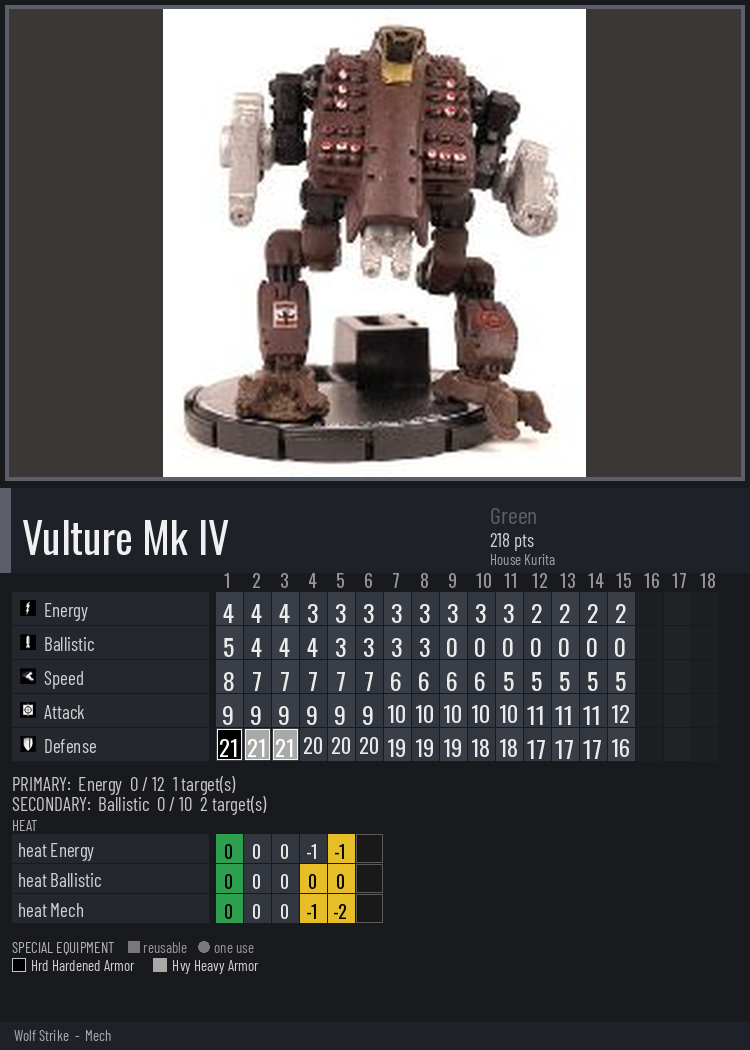 Vulture Mk IV
Green
218 pts
House Kurita
1 2 3 4 5 6 7 8 9 10 11 12 13 14 15 16 17 18
Energy 4 4 4 3 3 3 3 3 3 3 3 2 2 2 2
Ballistic 5 4 4 4 3 3 3 3 0 0 0 0 0 0 0
Speed 8 7 7 7 7 7 6 6 6 6 5 5 5 5 5
Attack 9 9 9 9 9 9 10 10 10 10 10 11 11 11 12
Defense 21 21 21 20 20 20 19 19 19 18 18 17 17 17 16
PRIMARY: Energy 0 / 12 1 target(s)
SECONDARY: Ballistic 0 / 10 2 target(s)
HEAT
heat Energy 0 0 0 -1 -1
heat Ballistic 0 0 0 0 0
heat Mech 0 0 0 -1 -2
SPECIAL EQUIPMENT reusable one use
Hrd Hardened Armor Hvy Heavy Armor
Wolf Strike - Mech